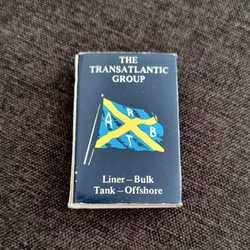 THE
TRANSATLANTIC
GROUP
R
A B
T
Liner – Bulk
Tank – Offshore